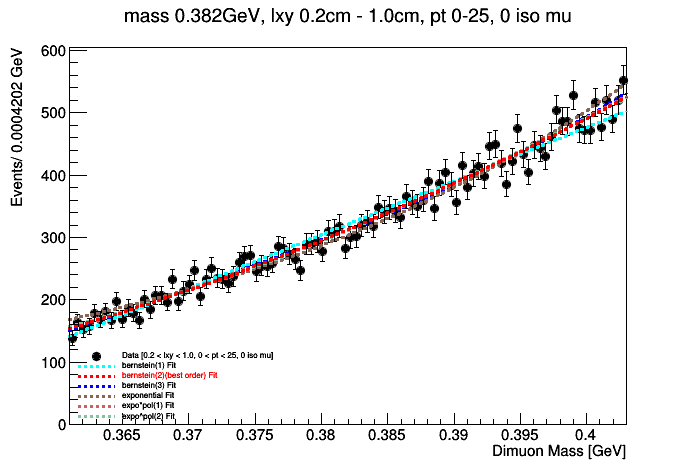 mass 0.382GeV, lxy 0.2cm - 1.0cm, pt 0-25, 0 iso mu
Events/ 0.0004202 GeV
600
500
400
300
200
100
0
Data [0.2 < lxy < 1.0, 0 < pt < 25, 0 iso mu]
bernstein(1) Fit
bernstein(2)(best order) Fit
bernstein(3) Fit
exponential Fit
expo*pol(1) Fit
expo*pol(2) Fit
0.365 0.37 0.375 0.38 0.385 0.39 0.395 0.4
Dimuon Mass [GeV]